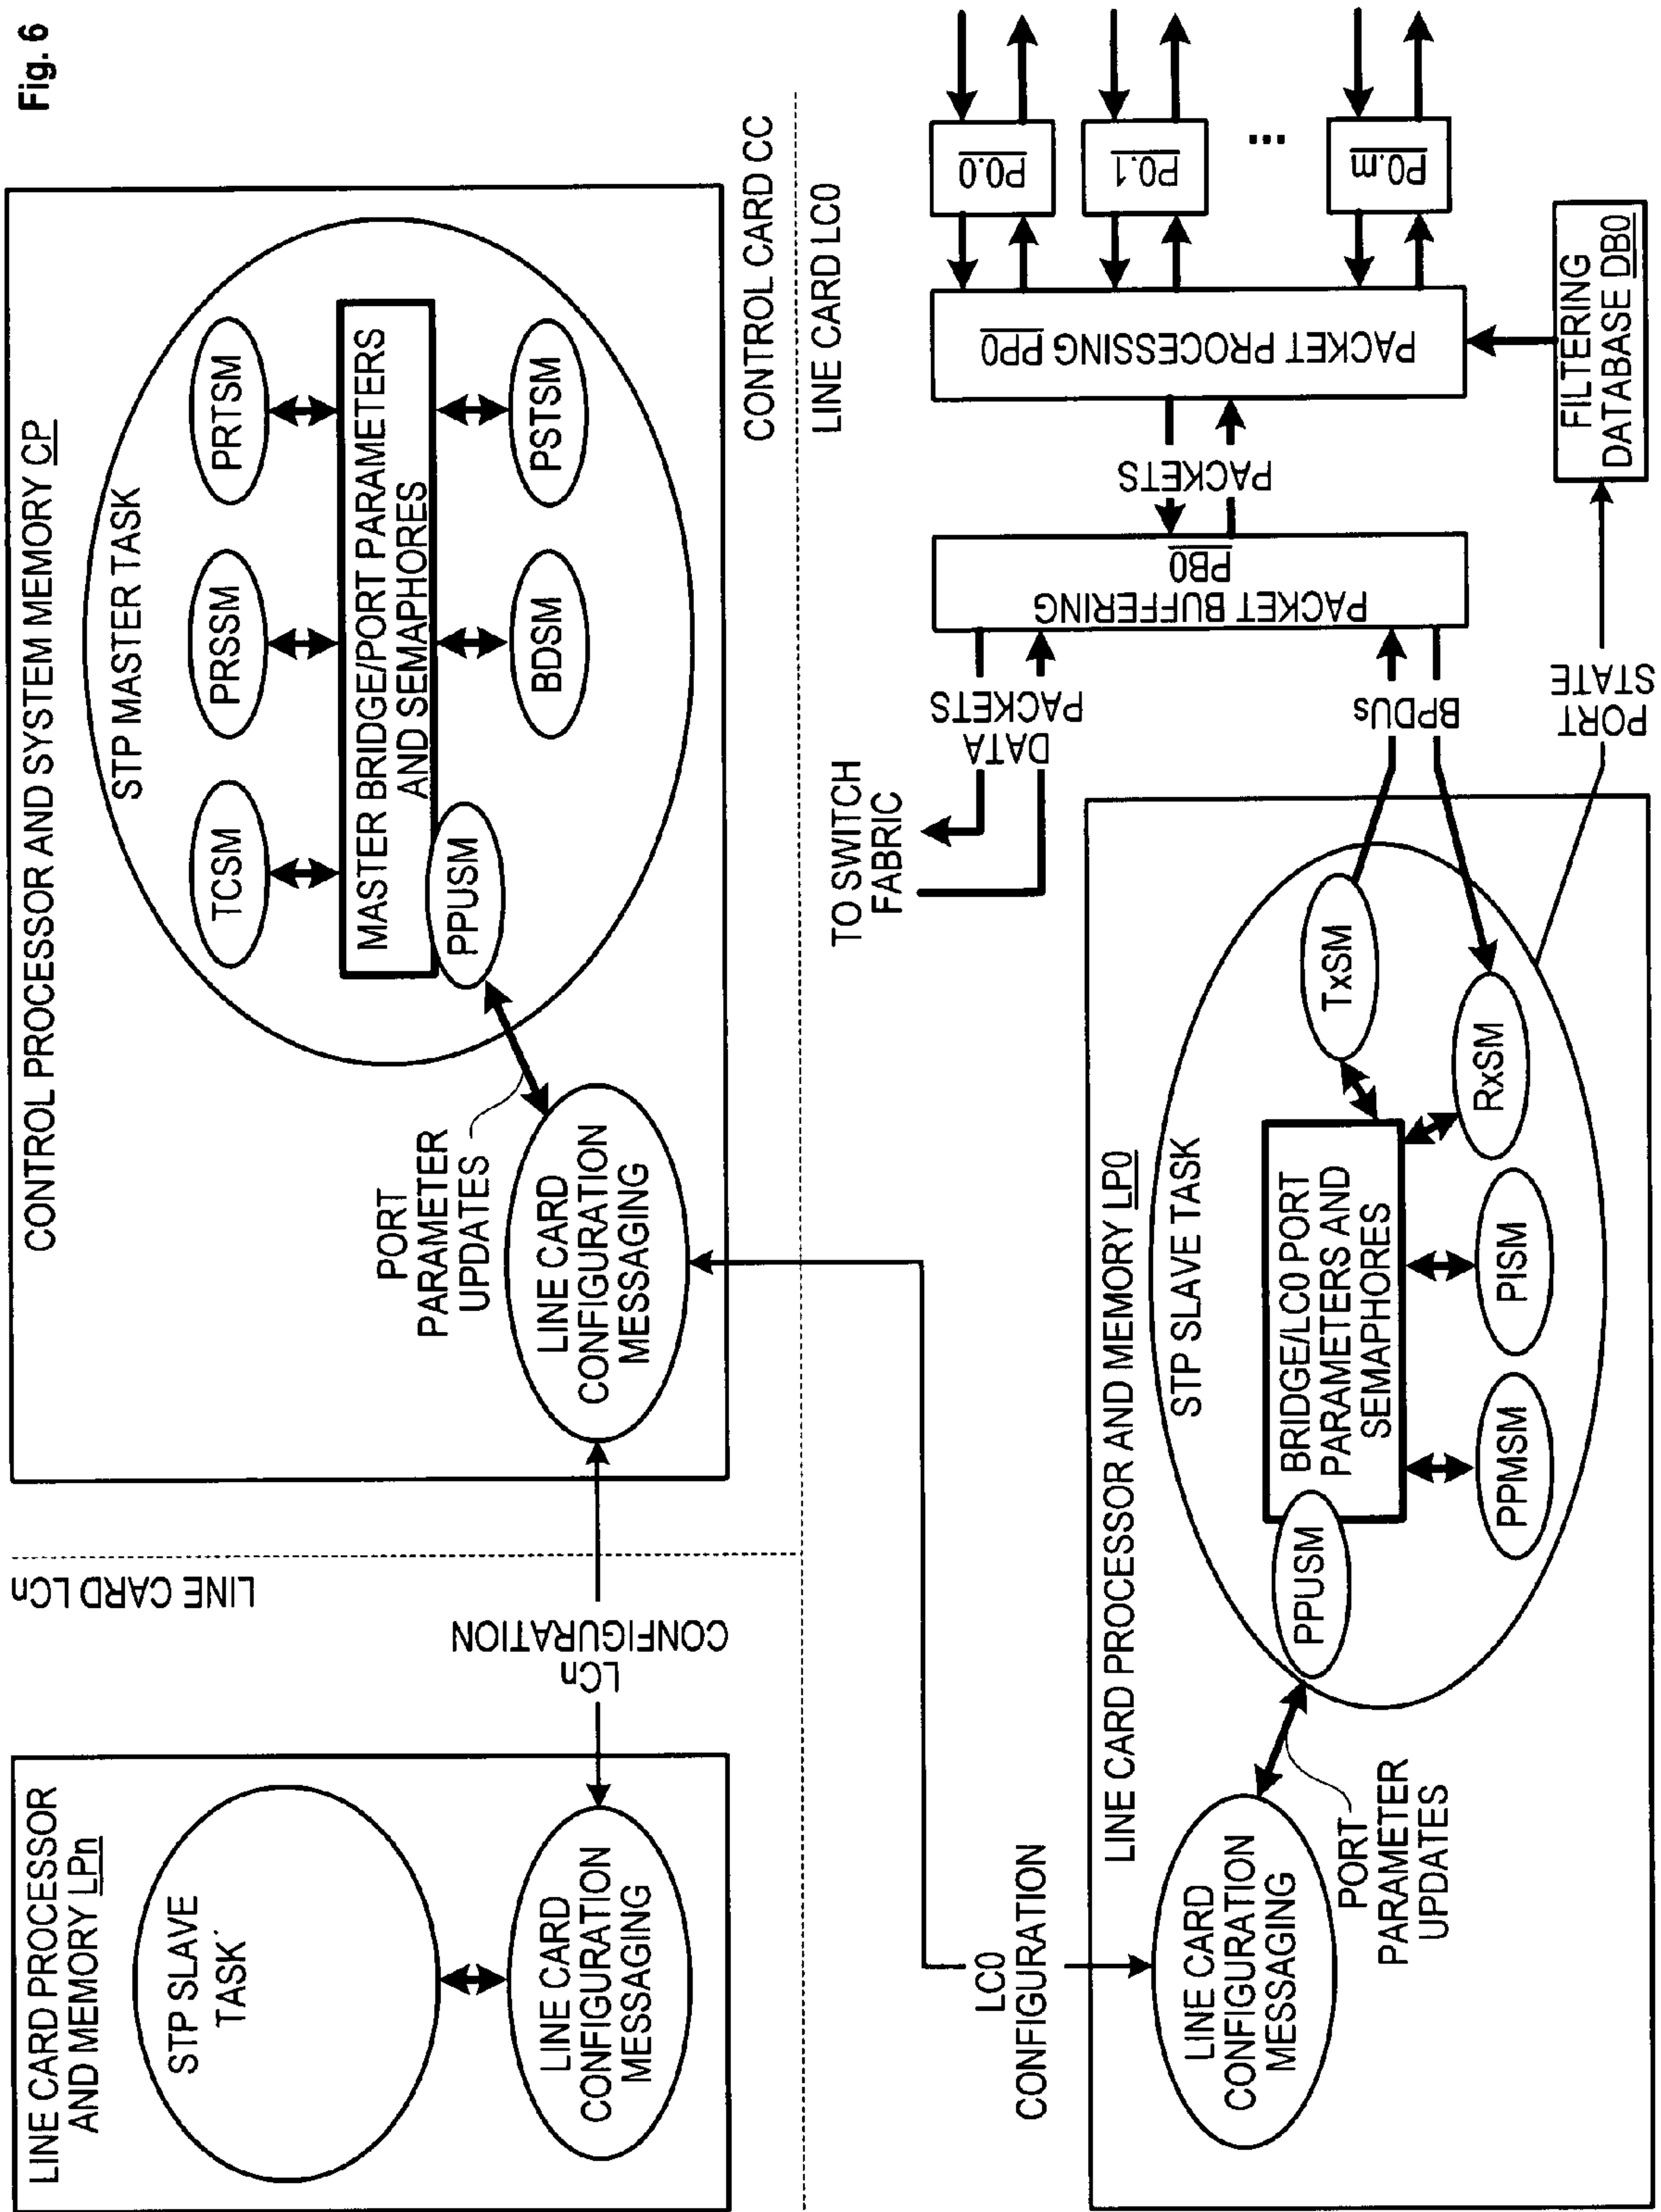 Fig. 6
LINE CARD PROCESSOR
AND MEMORY LPn
STP SLAVE
TASK
LINE CARD
CONFIGURATION
MESSAGING
LCn
CONFIGURATION
LINE CARD LCn
CONTROL PROCESSOR AND SYSTEM MEMORY CP
STP MASTER TASK
TCSM
PRSSM
PRTSM
MASTER BRIDGE/PORT PARAMETERS
AND SEMAPHORES
PPUSM
BDSM
PSTSM
PORT
PARAMETER
UPDATES
LINE CARD
CONFIGURATION
MESSAGING
CONTROL CARD CC
LINE CARD LC0
LC0
CONFIGURATION
LINE CARD PROCESSOR AND MEMORY LP0
LINE CARD
CONFIGURATION
MESSAGING
PORT
PARAMETER
UPDATES
STP SLAVE TASK
PPUSM
BRIDGE/LC0 PORT
PARAMETERS AND
SEMAPHORES
TxSM
RxSM
PISM
PPMSM
TO SWITCH
FABRIC
DATA
PACKETS
BPDUs
PORT
STATE
PACKET BUFFERING
PB0
PACKETS
PACKET PROCESSING PP0
FILTERING
DATABASE DB0
P0.0
P0.1
...
P0.m